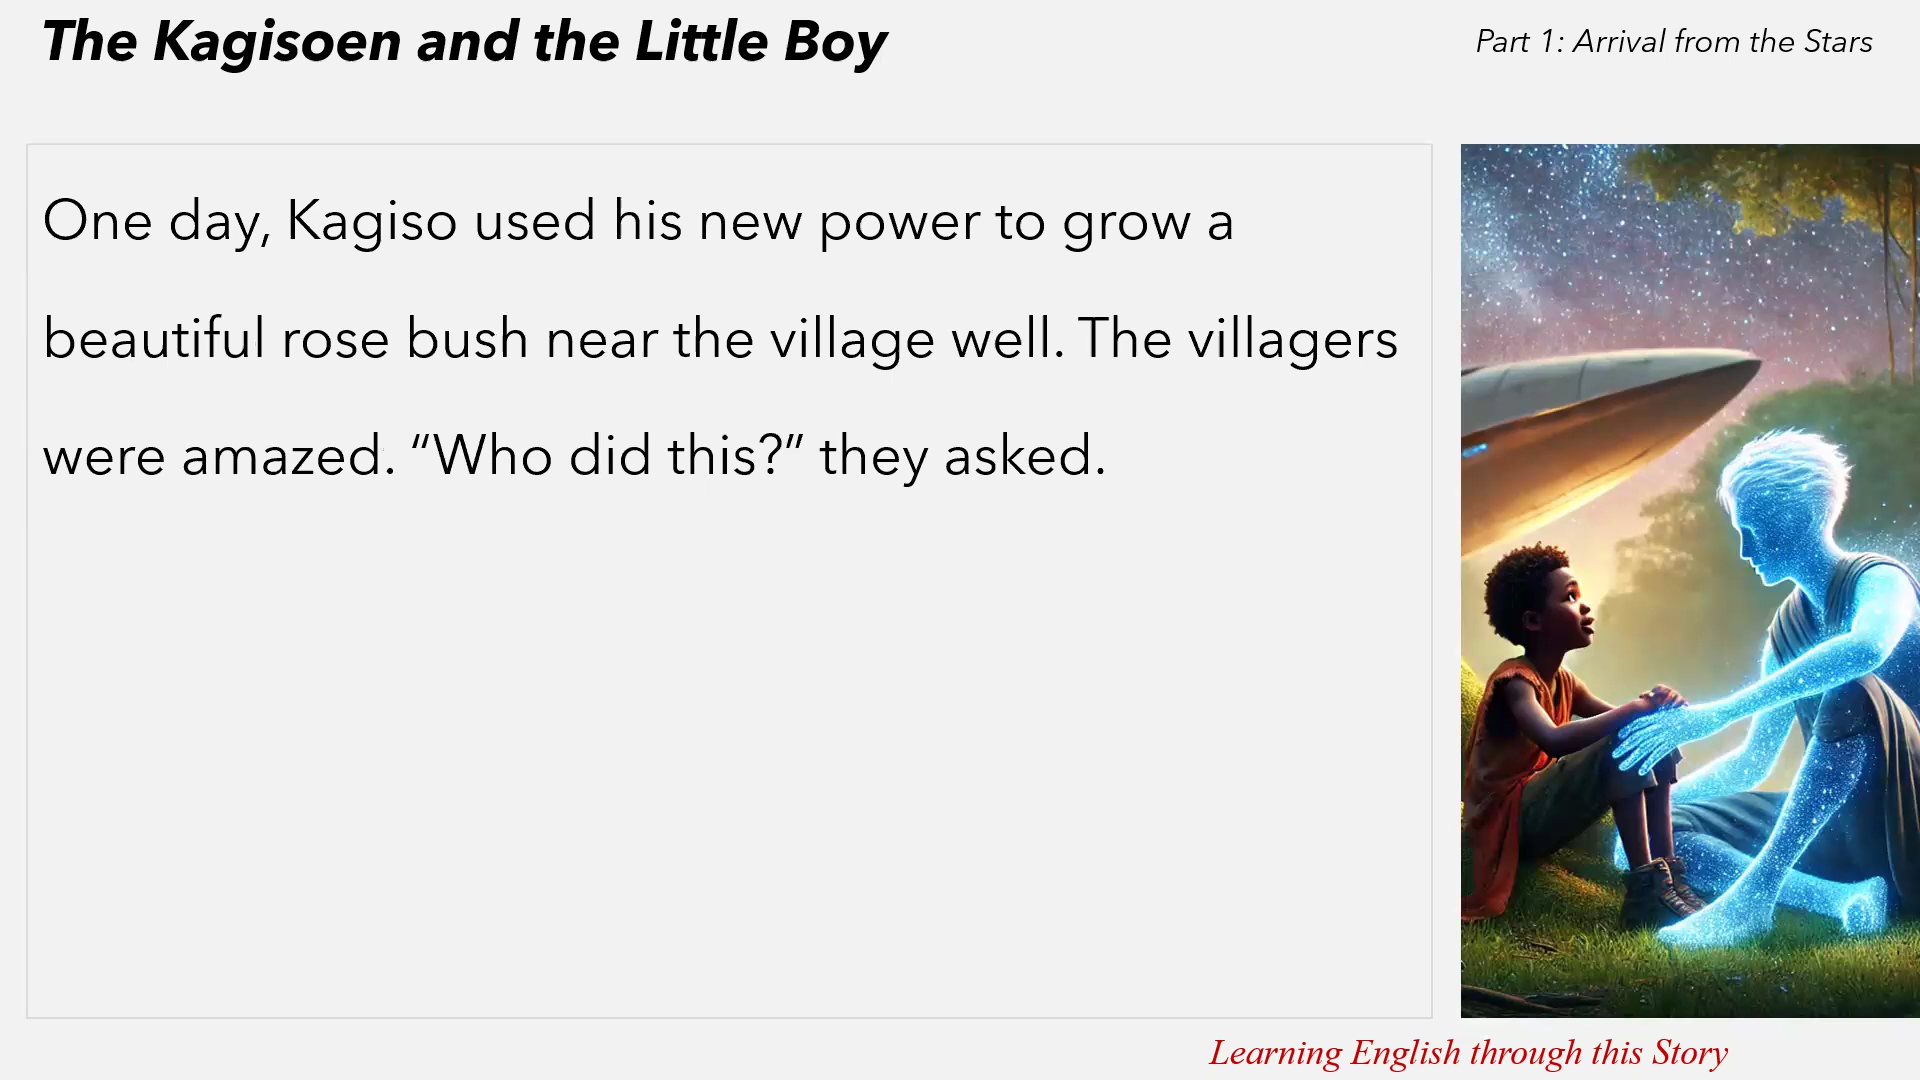 The Kagisoen and the Little Boy
Part 1: Arrival from the Stars
One day, Kagiso used his new power to grow a
beautiful rose bush near the village well. The villagers
were amazed. “Who did this?” they asked.
Learning English through this Story